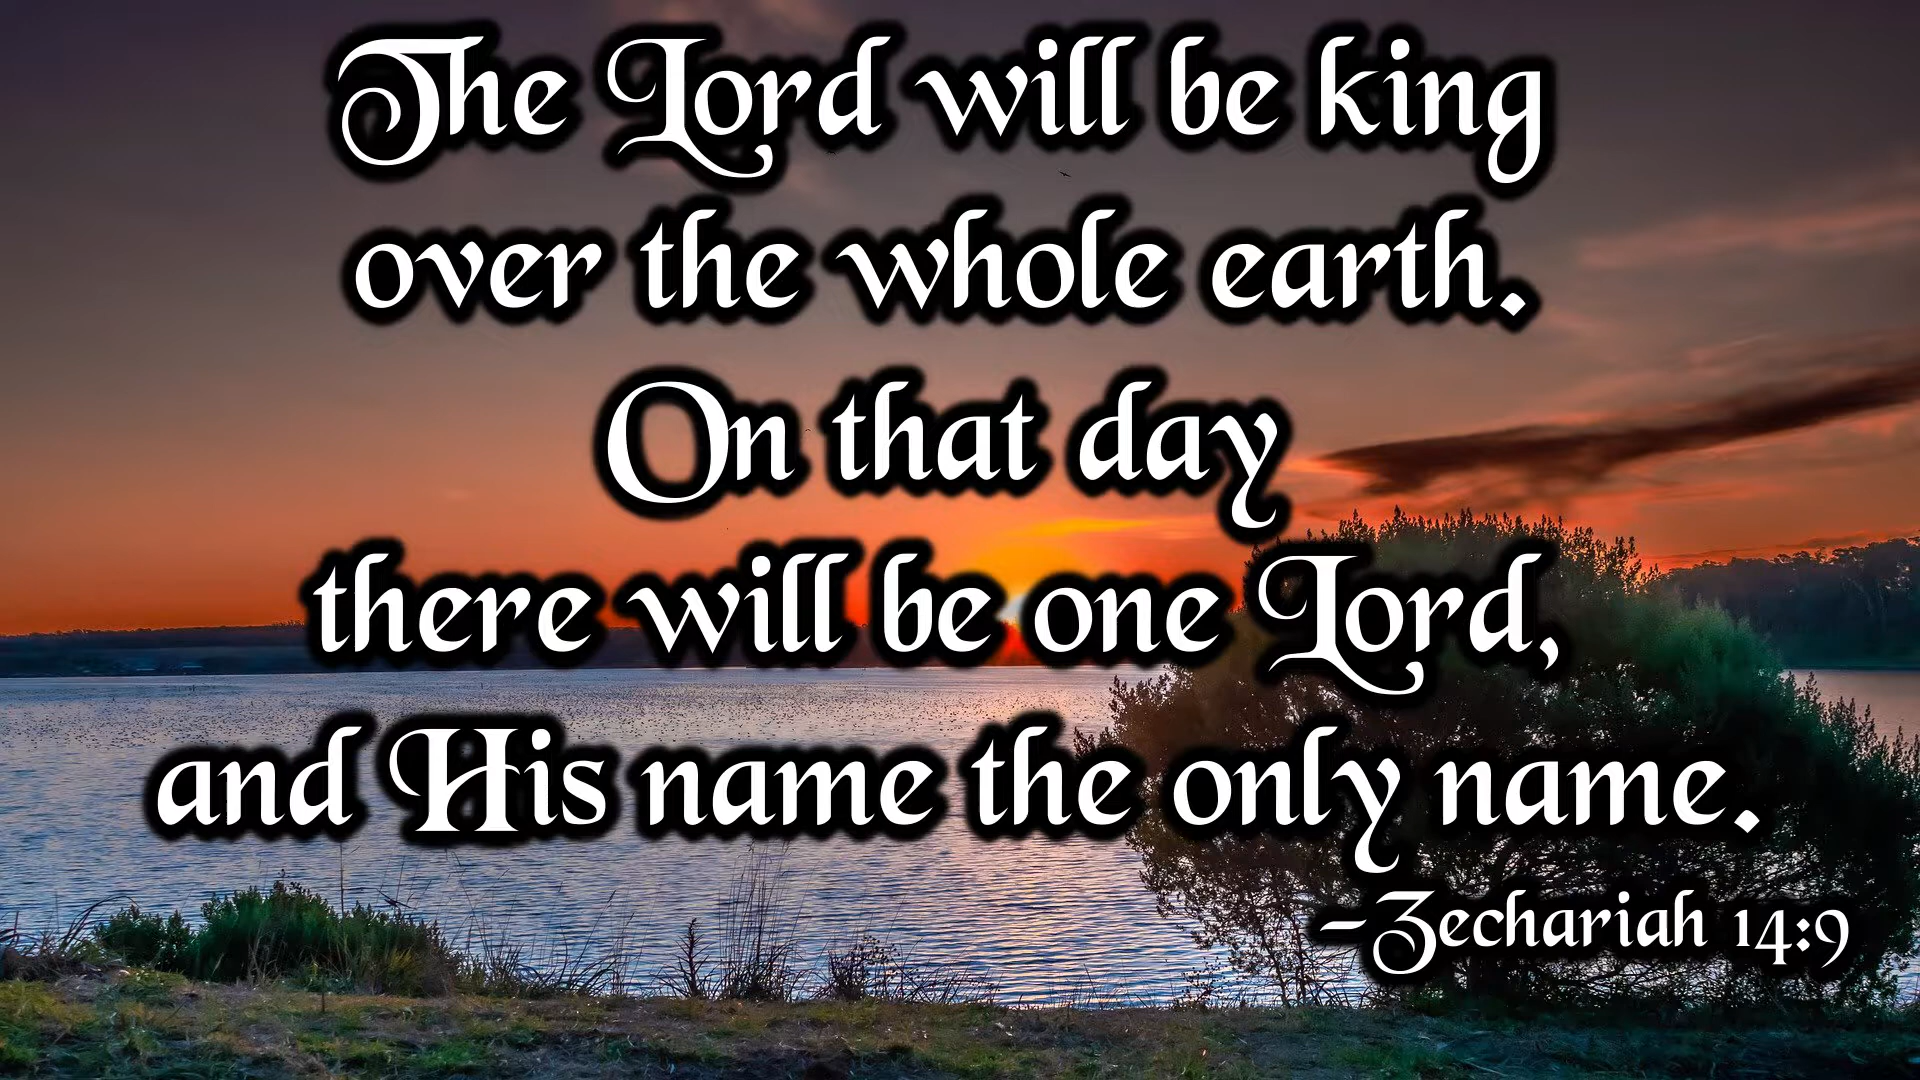 The Lord will be king
over the whole earth.
On that day
there will be one Lord,
and His name the only name.
-Zechariah 14:9